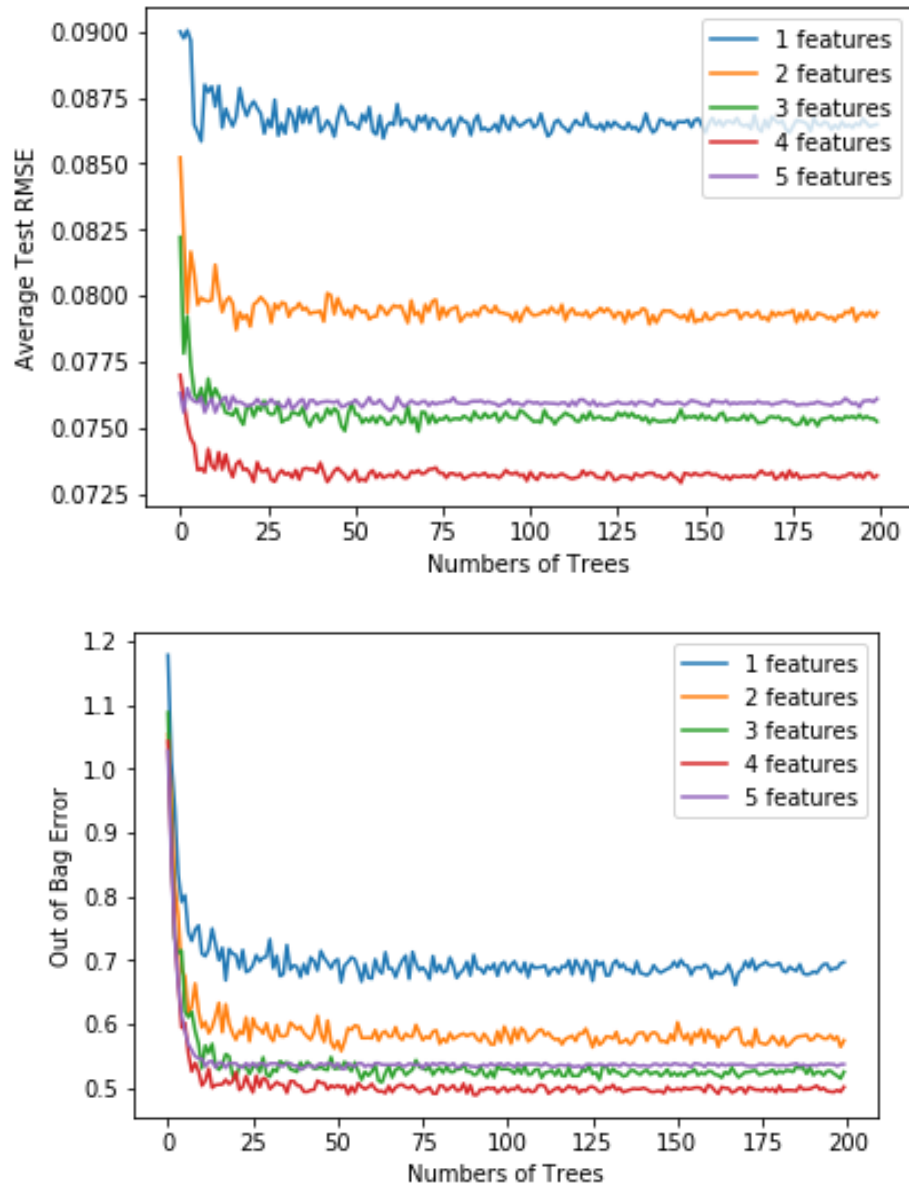 0.0900
0.0875
0.0850
0.0825
0.0800
0.0775
0.0750
0.0725
Average Test RMSE
1 features
2 features
3 features
4 features
5 features
0 25 50 75 100 125 150 175 200
Numbers of Trees
1.2
1.1
1.0
0.9
0.8
0.7
0.6
0.5
Out of Bag Error
1 features
2 features
3 features
4 features
5 features
0 25 50 75 100 125 150 175 200
Numbers of Trees